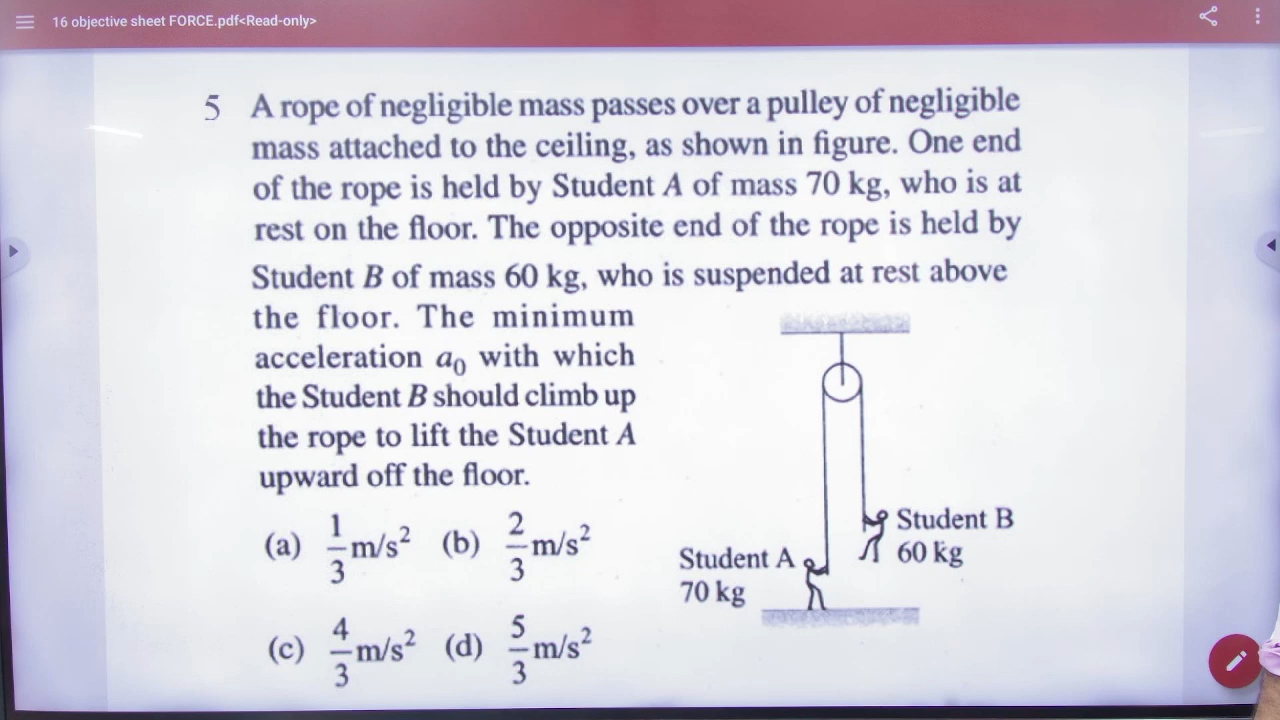 16 objective sheet FORCE.pdf<Read-only>
5 A rope of negligible mass passes over a pulley of negligible
mass attached to the ceiling, as shown in figure. One end
of the rope is held by Student A of mass 70 kg, who is at
rest on the floor. The opposite end of the rope is held by
Student B of mass 60 kg, who is suspended at rest above
the floor. The minimum
acceleration a₀ with which
the Student B should climb up
the rope to lift the Student A
upward off the floor.
(a) 1/3 m/s² (b) 2/3 m/s²
(c) 4/3 m/s² (d) 5/3 m/s²
Student B
60 kg
Student A
70 kg